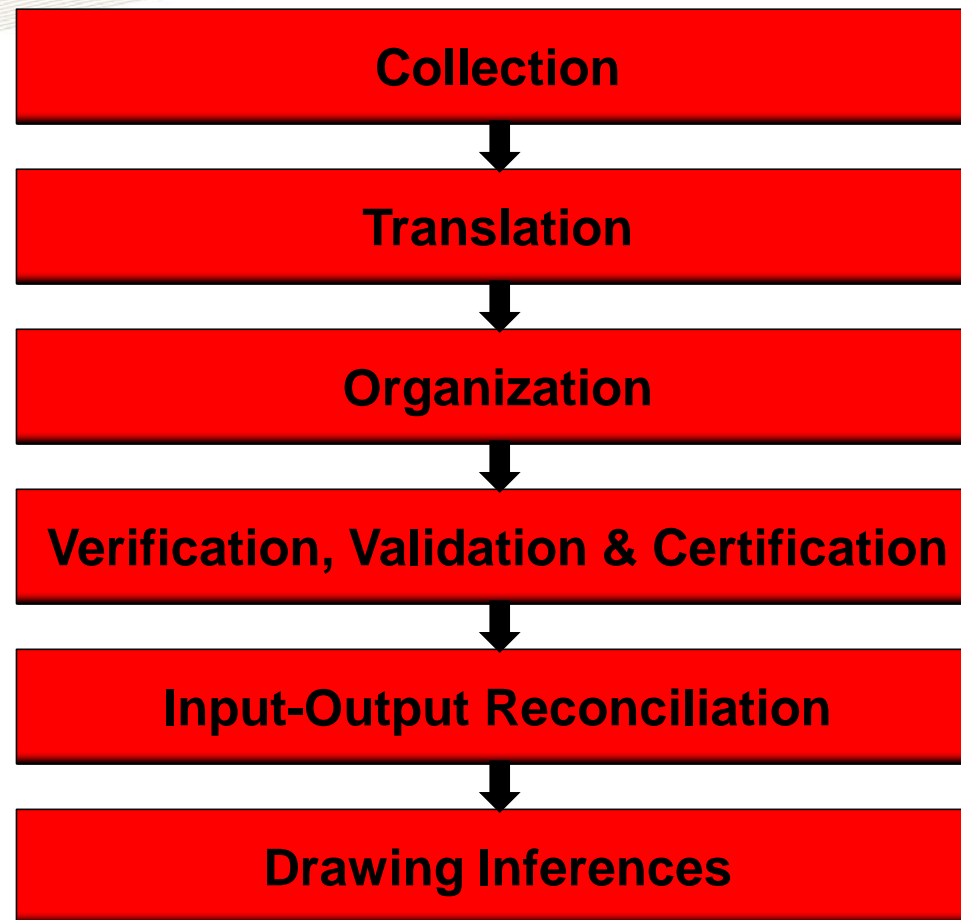 Collection
Translation
Organization
Verification, Validation & Certification
Input-Output Reconciliation
Drawing Inferences